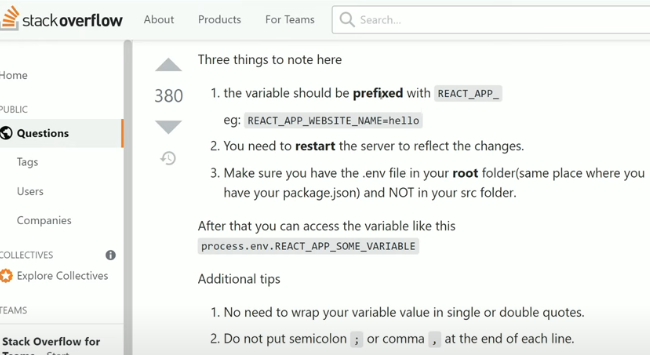 stackoverflow
About
Products
For Teams
Search...
Home
PUBLIC
Questions
Tags
Users
Companies
COLLECTIVES
Explore Collectives
TEAMS
Stack Overflow for
380
Three things to note here
1. the variable should be prefixed with REACT_APP_
eg: REACT_APP_WEBSITE_NAME=hello
2. You need to restart the server to reflect the changes.
3. Make sure you have the .env file in your root folder(same place where you
have your package.json) and NOT in your src folder.
After that you can access the variable like this
process.env.REACT_APP_SOME_VARIABLE
Additional tips
1. No need to wrap your variable value in single or double quotes.
2. Do not put semicolon ; or comma , at the end of each line.